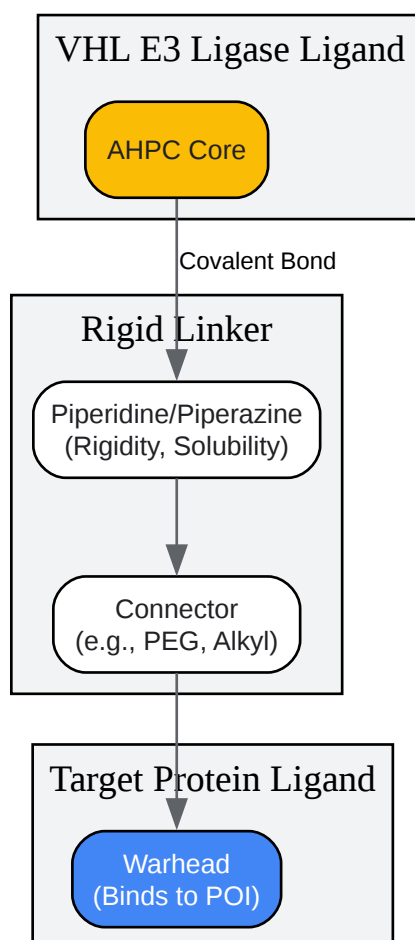 VHL E3 Ligase Ligand
AHPC Core
Covalent Bond
Rigid Linker
Piperidine/Piperazine
(Rigidity, Solubility)
Connector
(e.g., PEG, Alkyl)
Target Protein Ligand
Warhead
(Binds to POI)